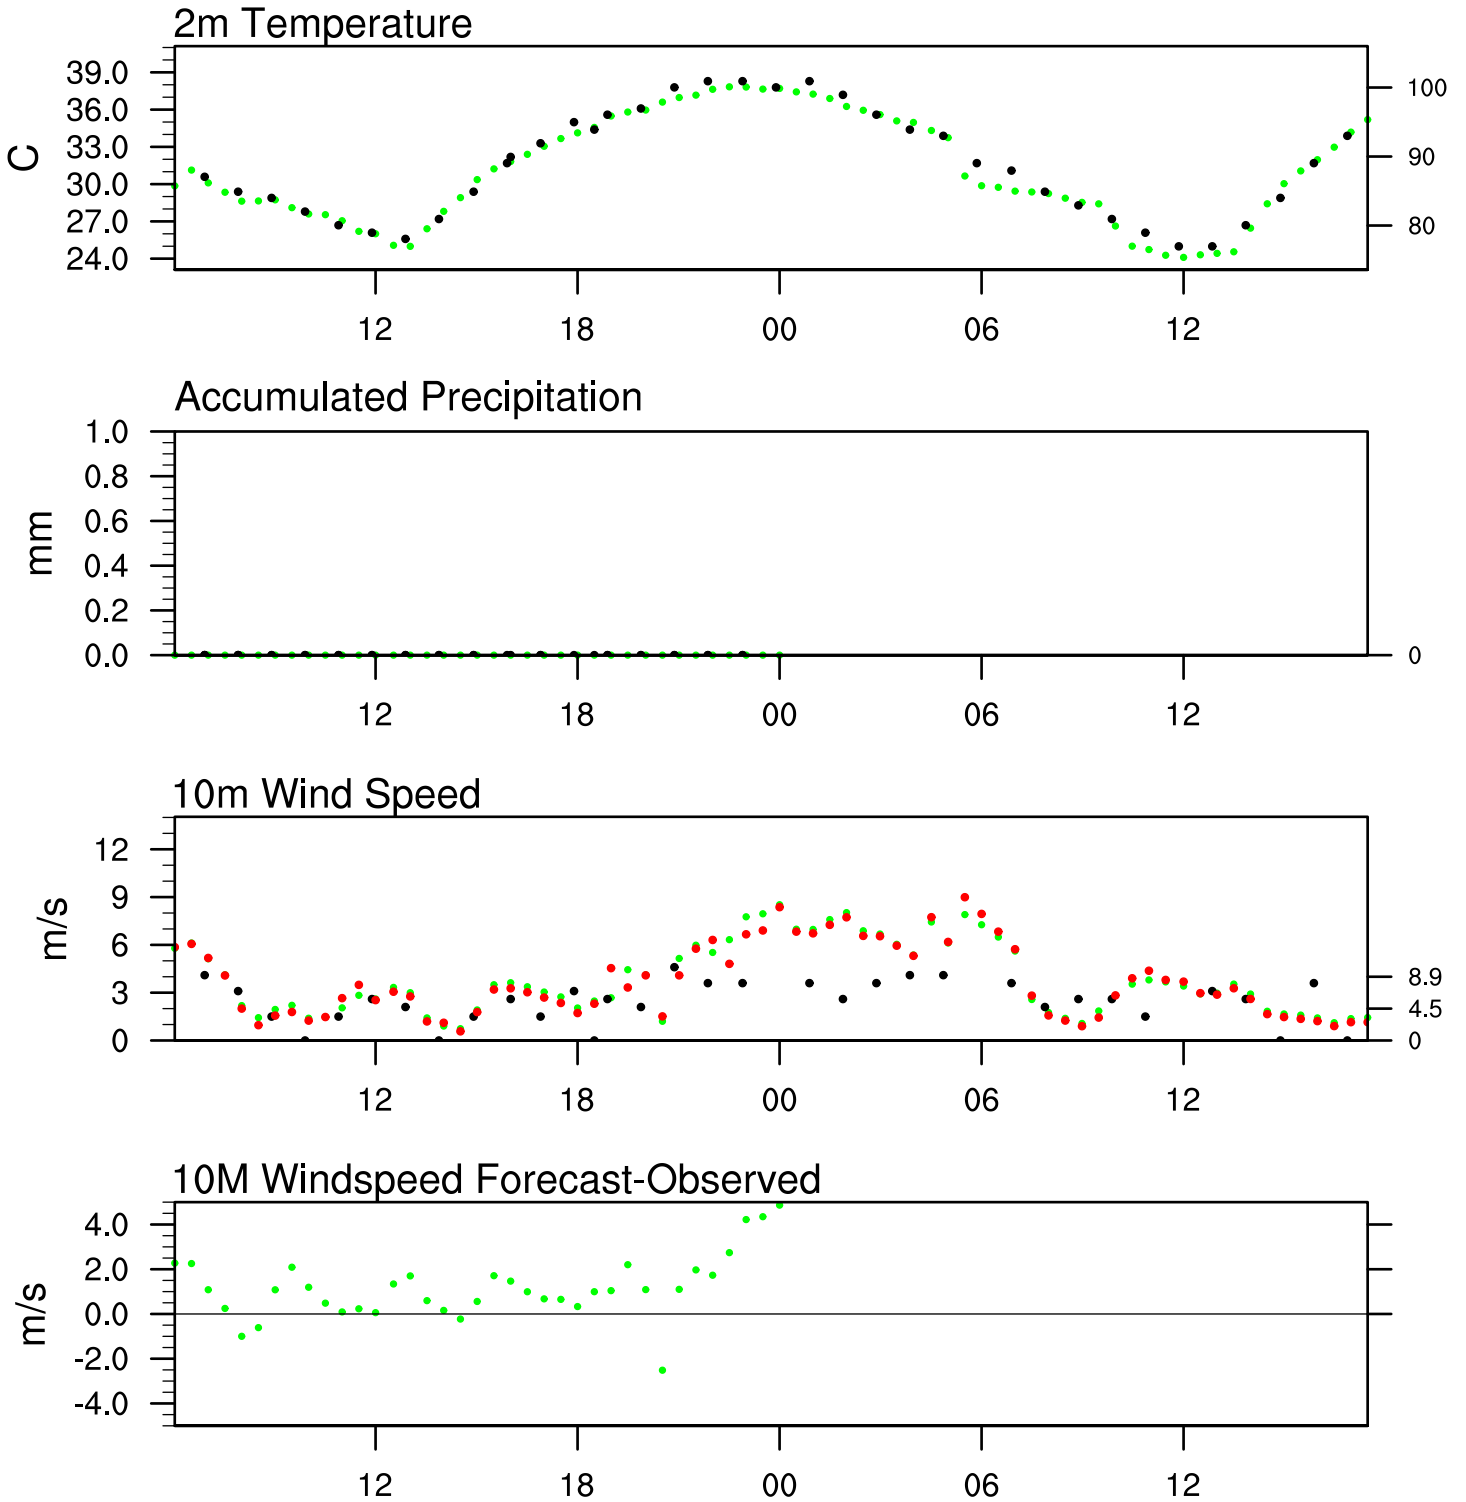 2m Temperature
39.0
36.0
33.0
30.0
27.0
24.0
C
100
90
80
12 18 00 06 12
Accumulated Precipitation
1.0
0.8
0.6
0.4
0.2
0.0
mm
0
12 18 00 06 12
10m Wind Speed
12
9
6
3
0
m/s
8.9
4.5
0
12 18 00 06 12
10M Windspeed Forecast-Observed
4.0
2.0
0.0
-2.0
-4.0
m/s
12 18 00 06 12